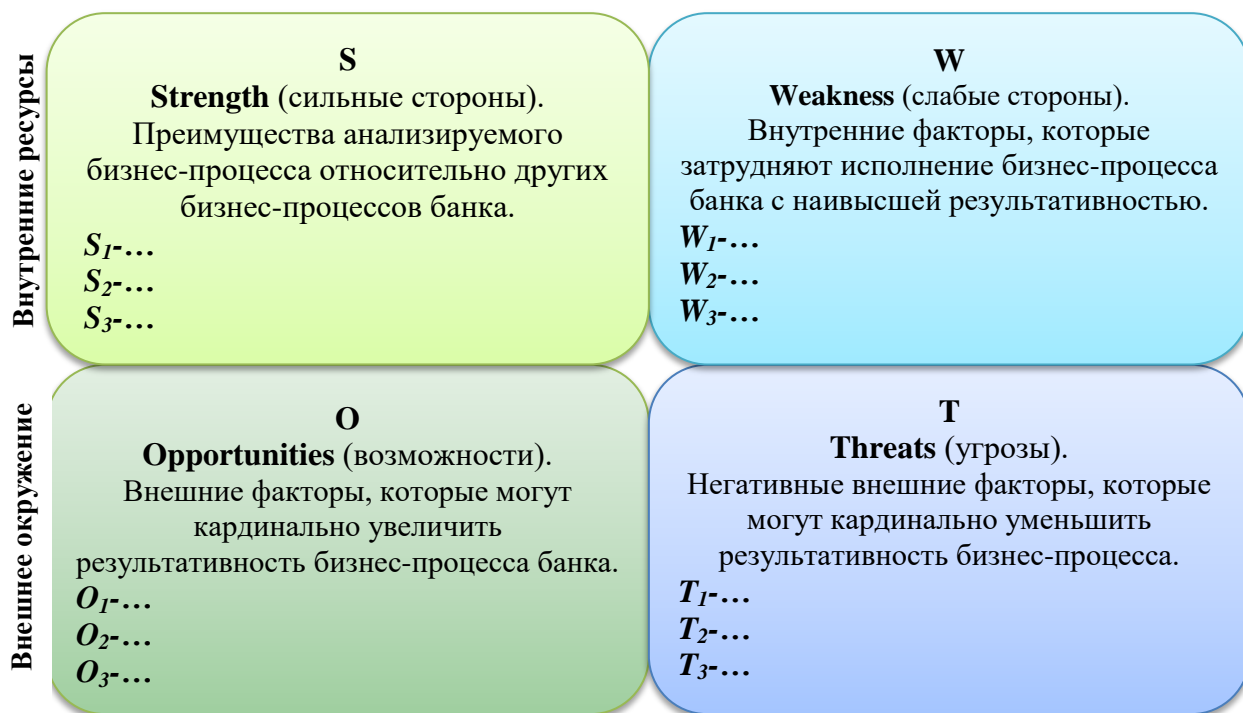 Внутренние ресурсы
S
Strength (сильные стороны).
Преимущества анализируемого
бизнес-процесса относительно других
бизнес-процессов банка.
S1-…
S2-…
S3-…
W
Weakness (слабые стороны).
Внутренние факторы, которые
затрудняют исполнение бизнес-процесса
банка с наивысшей результативностью.
W1-…
W2-…
W3-…
Внешнее окружение
O
Opportunities (возможности).
Внешние факторы, которые могут
кардинально увеличить
результативность бизнес-процесса банка.
O1-…
O2-…
O3-…
T
Threats (угрозы).
Негативные внешние факторы, которые
могут кардинально уменьшить
результативность бизнес-процесса.
T1-…
T2-…
T3-…